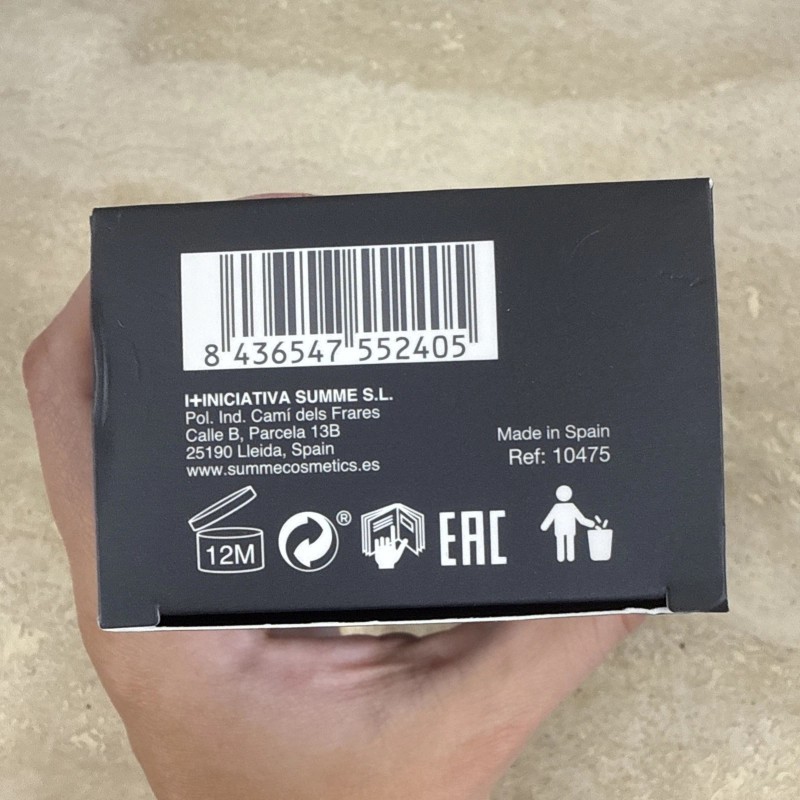 8 436547 552405
I+INICIATIVA SUMME S.L.
Pol. Ind. Camí dels Frares
Calle B, Parcela 13B
25190 Lleida, Spain
www.summecosmetics.es
Made in Spain
Ref: 10475
12M
®
EAC